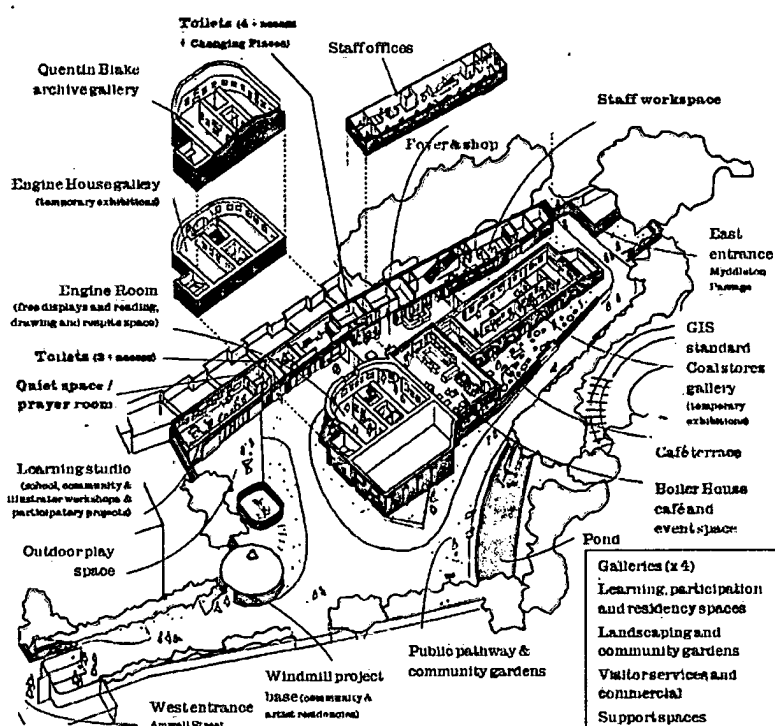 Toilets (4 + access
+ Changing Places)
Staff offices
Quentin Blake
archive gallery
Staff workspace
Foyer & shop
Engine House gallery
(temporary exhibitions)
East
entrance
Myddleton
Passage
Engine Room
(free displays and reading,
drawing and respite space)
GIS
standard
Coal stores
gallery
(temporary
exhibitions)
Toilets (3 + access)
Quiet space /
prayer room
Café terrace
Learning studio
(school, community &
illustrator workshops &
participatory projects)
Boiler House
café and
event space
Outdoor play
space
Pond
Galleries (x 4)
Learning, participation
and residency spaces
Landscaping and
community gardens
Visitor services and
commercial
Support spaces
Public pathway &
community gardens
Windmill project
base (community &
artist residencies)
West entrance
Amwell Street